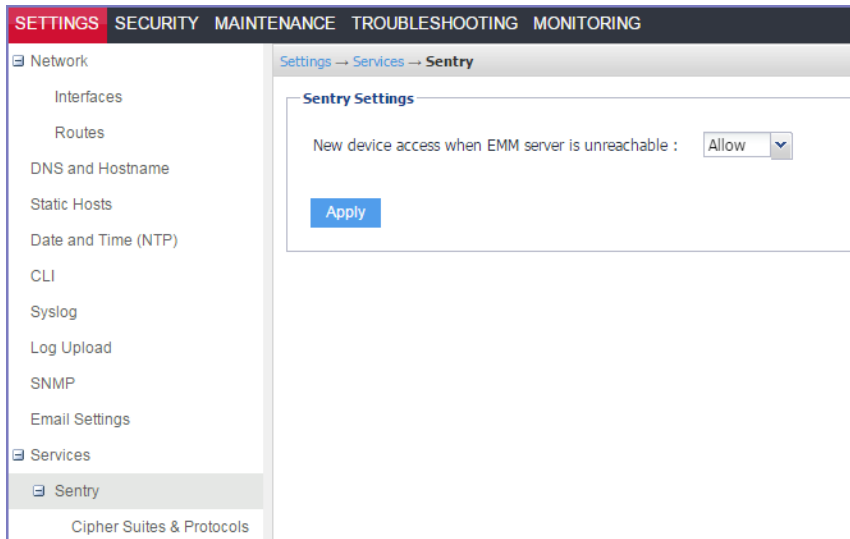 SETTINGS SECURITY MAINTENANCE TROUBLESHOOTING MONITORING
Network
Interfaces
Routes
DNS and Hostname
Static Hosts
Date and Time (NTP)
CLI
Syslog
Log Upload
SNMP
Email Settings
Services
Sentry
Cipher Suites & Protocols
Settings → Services → Sentry
Sentry Settings
New device access when EMM server is unreachable : Allow
Apply